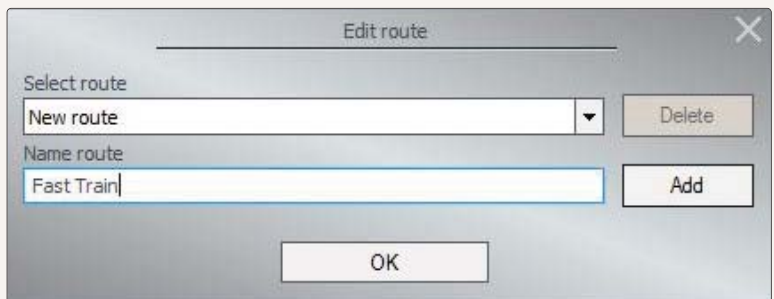 Edit route
Select route
New route
Delete
Name route
Fast Train
Add
OK